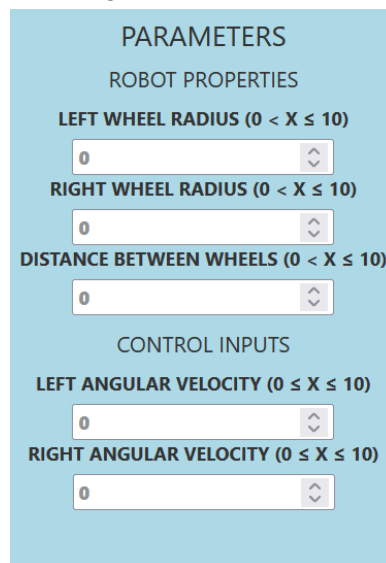 PARAMETERS
ROBOT PROPERTIES
LEFT WHEEL RADIUS (0 < X ≤ 10)
0
RIGHT WHEEL RADIUS (0 < X ≤ 10)
0
DISTANCE BETWEEN WHEELS (0 < X ≤ 10)
0
CONTROL INPUTS
LEFT ANGULAR VELOCITY (0 ≤ X ≤ 10)
0
RIGHT ANGULAR VELOCITY (0 ≤ X ≤ 10)
0